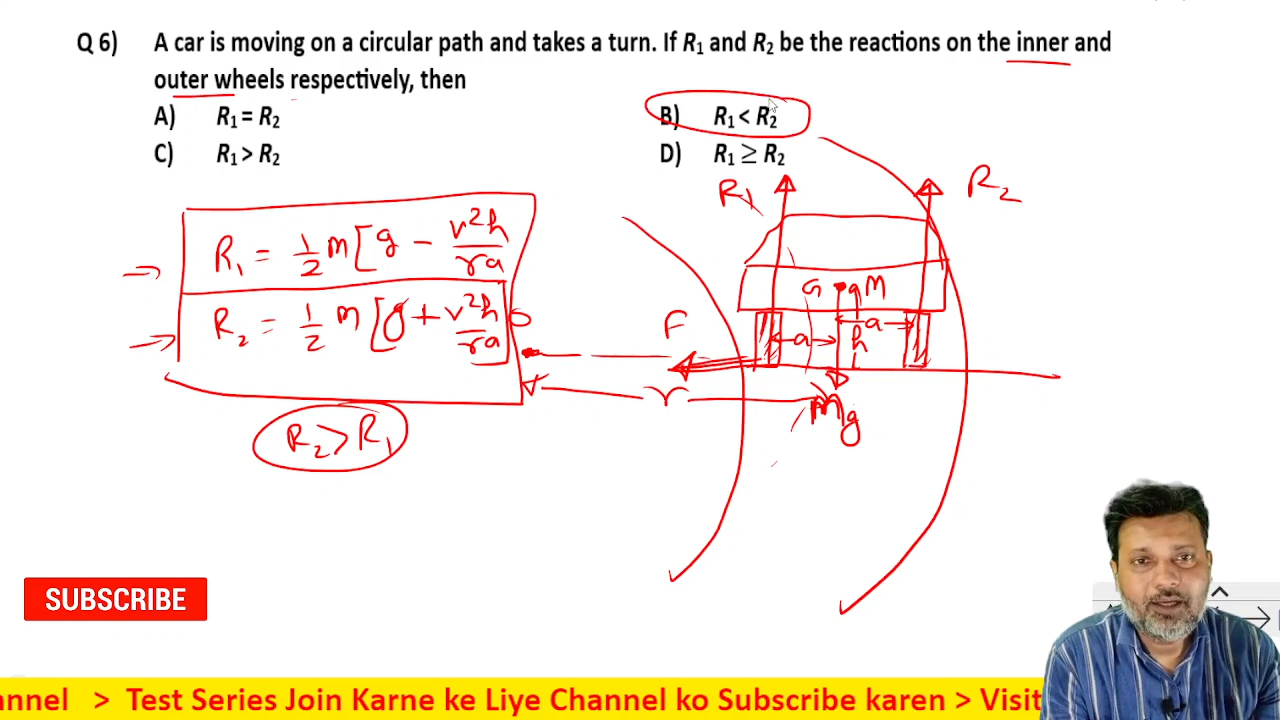 Q 6) A car is moving on a circular path and takes a turn. If R₁ and R₂ be the reactions on the inner and
outer wheels respectively, then
A) R₁ = R₂
B) R₁ < R₂
C) R₁ > R₂
D) R₁ ≥ R₂
R₁ = 1/2 m [g - v²h/ra
R₂ = 1/2 m [g + v²h/ra
R₂ > R₁
R₁
R₂
G
M
F
a
h
a
r
mg
SUBSCRIBE
annel > Test Series Join Karne ke Liye Channel ko Subscribe karen > Visit